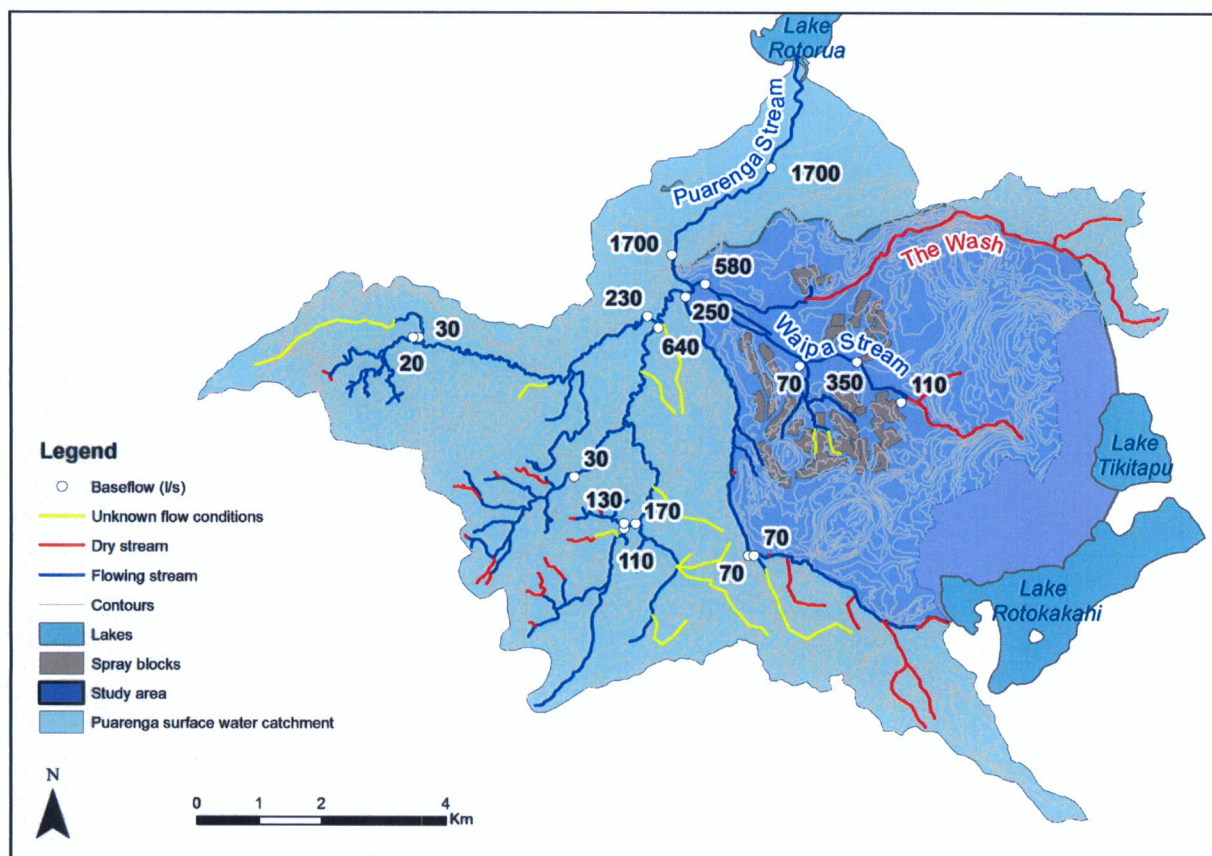 Lake
Rotorua
Puarenga Stream
1700
1700
580
The Wash
230
250
30
640
Waipa Stream
20
70
350
110
Lake
Tikitapu
30
130
170
110
70
70
Lake
Rotokakahi
Legend
Baseflow (l/s)
Unknown flow conditions
Dry stream
Flowing stream
Contours
Lakes
Spray blocks
Study area
Puarenga surface water catchment
N
0 1 2 4
Km